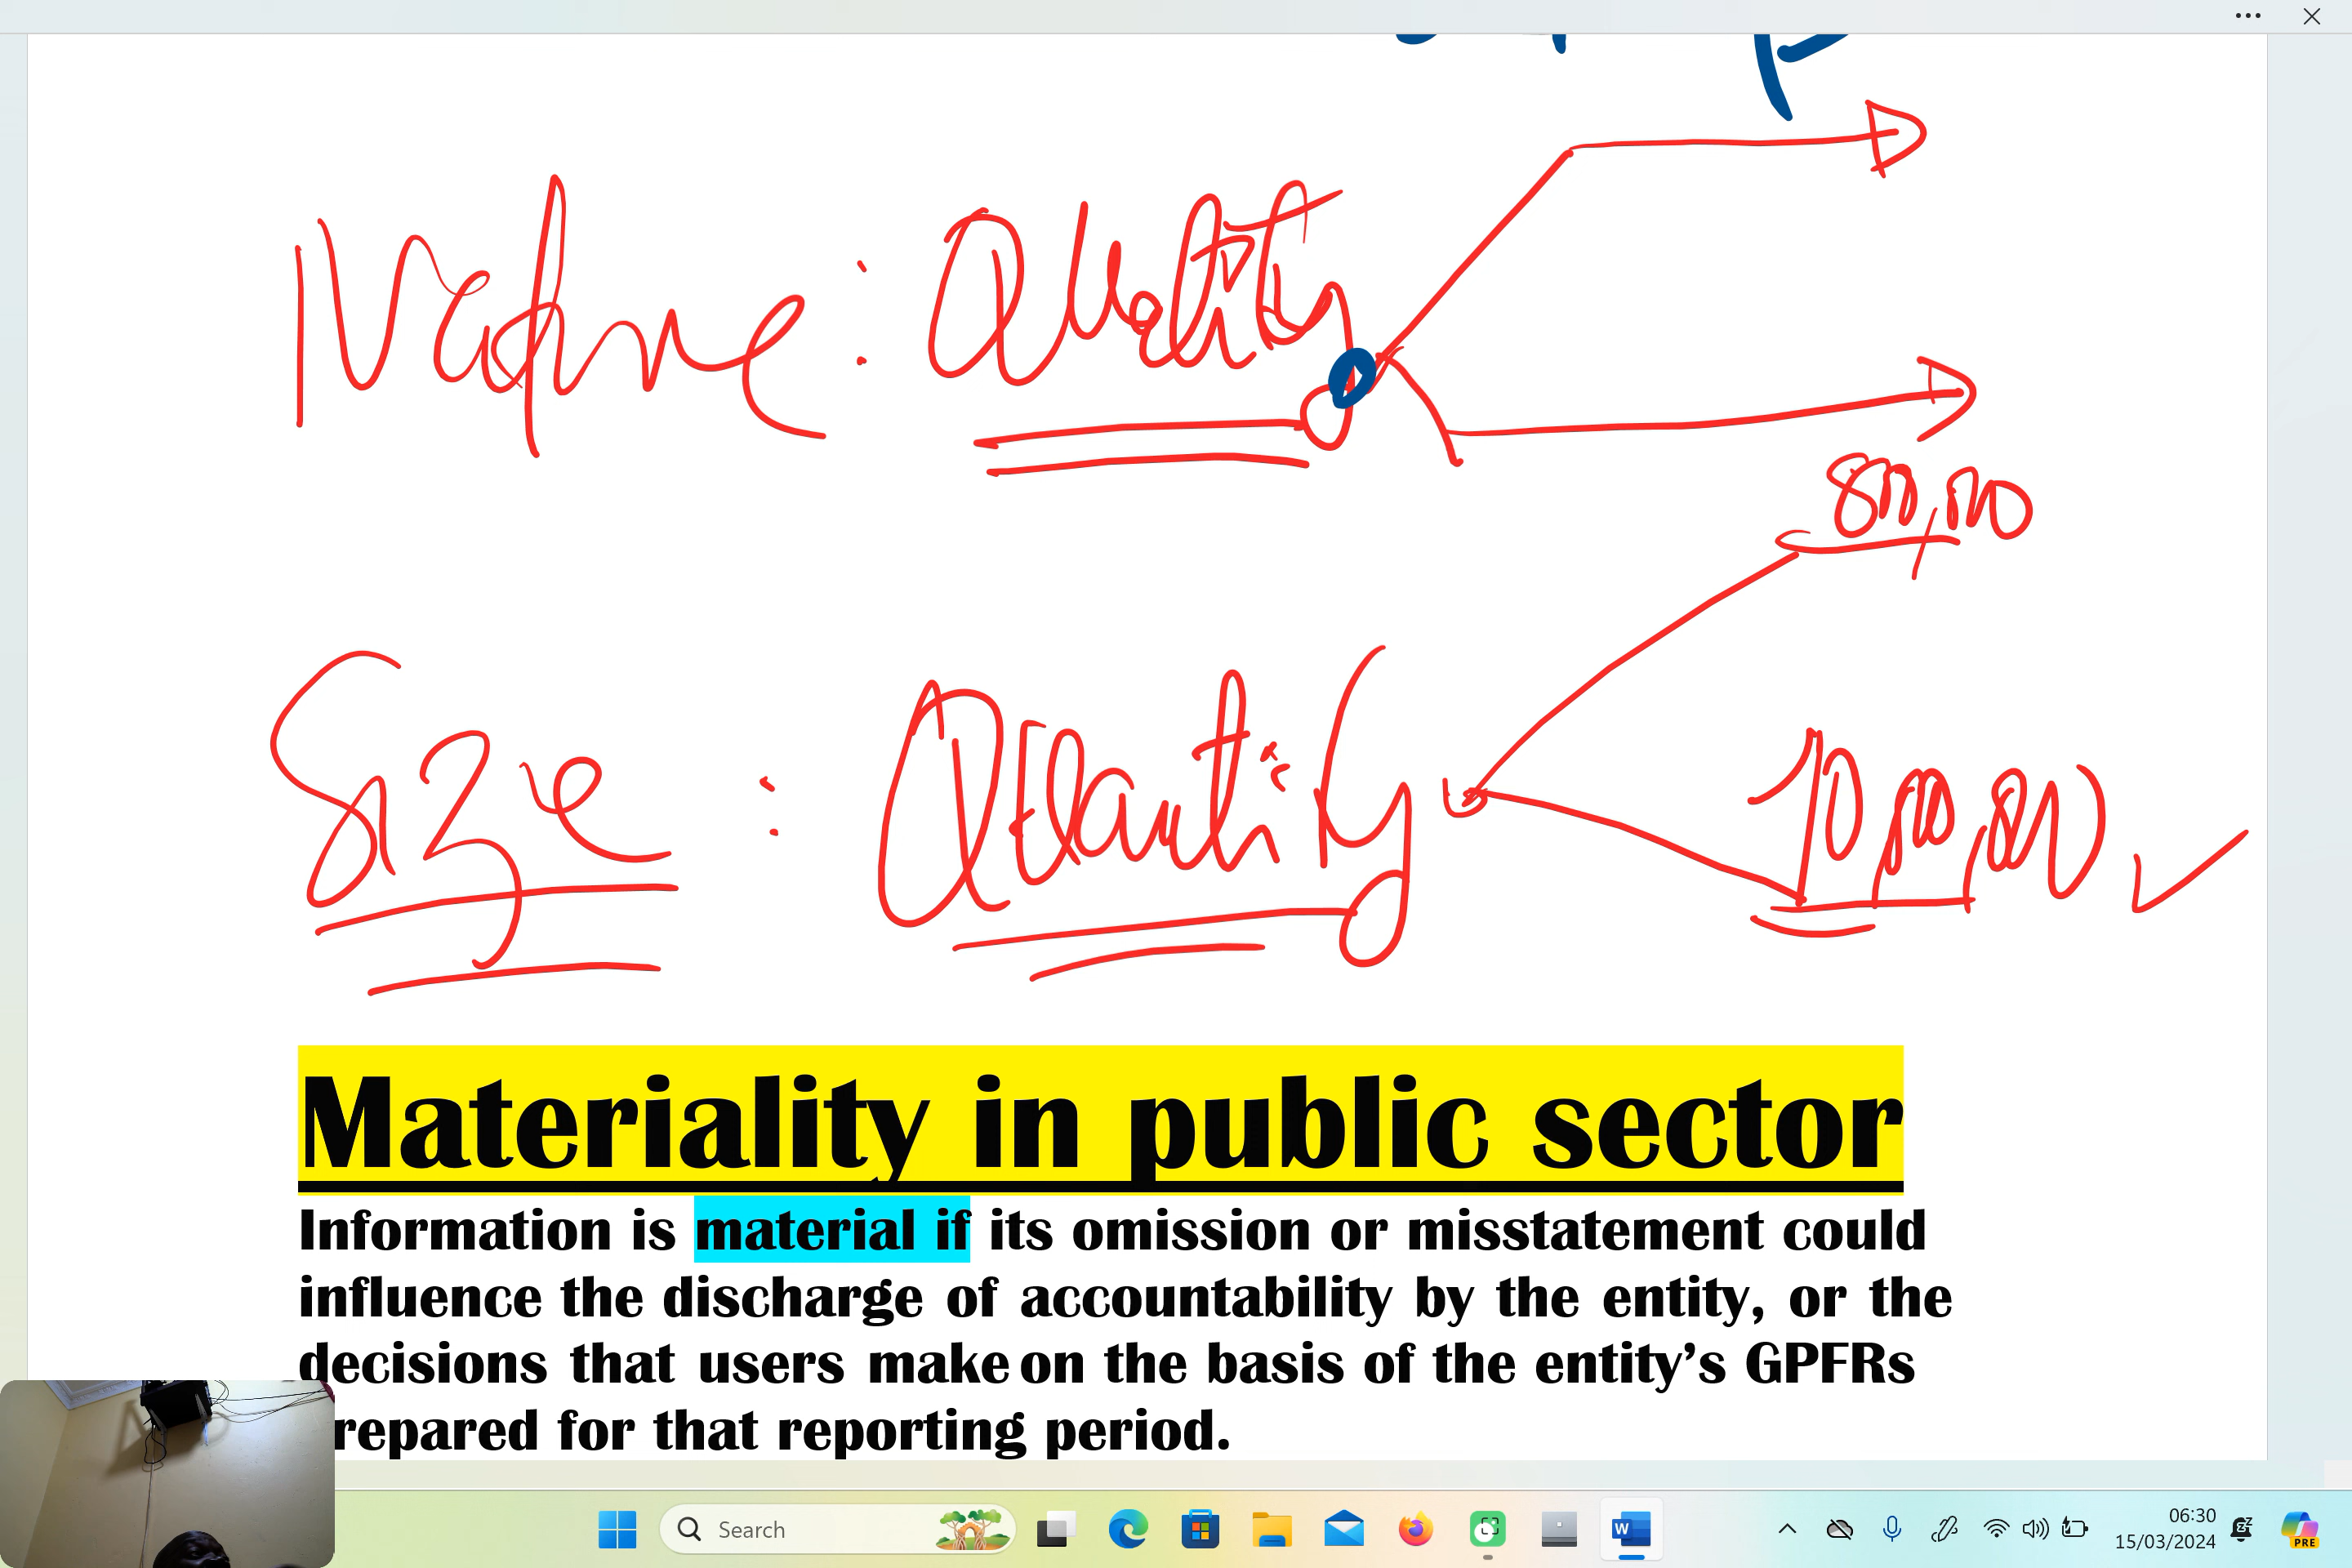 Nature : Quality
800,000
Size : Quantity
10,000,000
Materiality in public sector
Information is material if its omission or misstatement could
influence the discharge of accountability by the entity, or the
decisions that users make on the basis of the entity's GPFRs
repared for that reporting period.
Search
06:30
15/03/2024
PRE